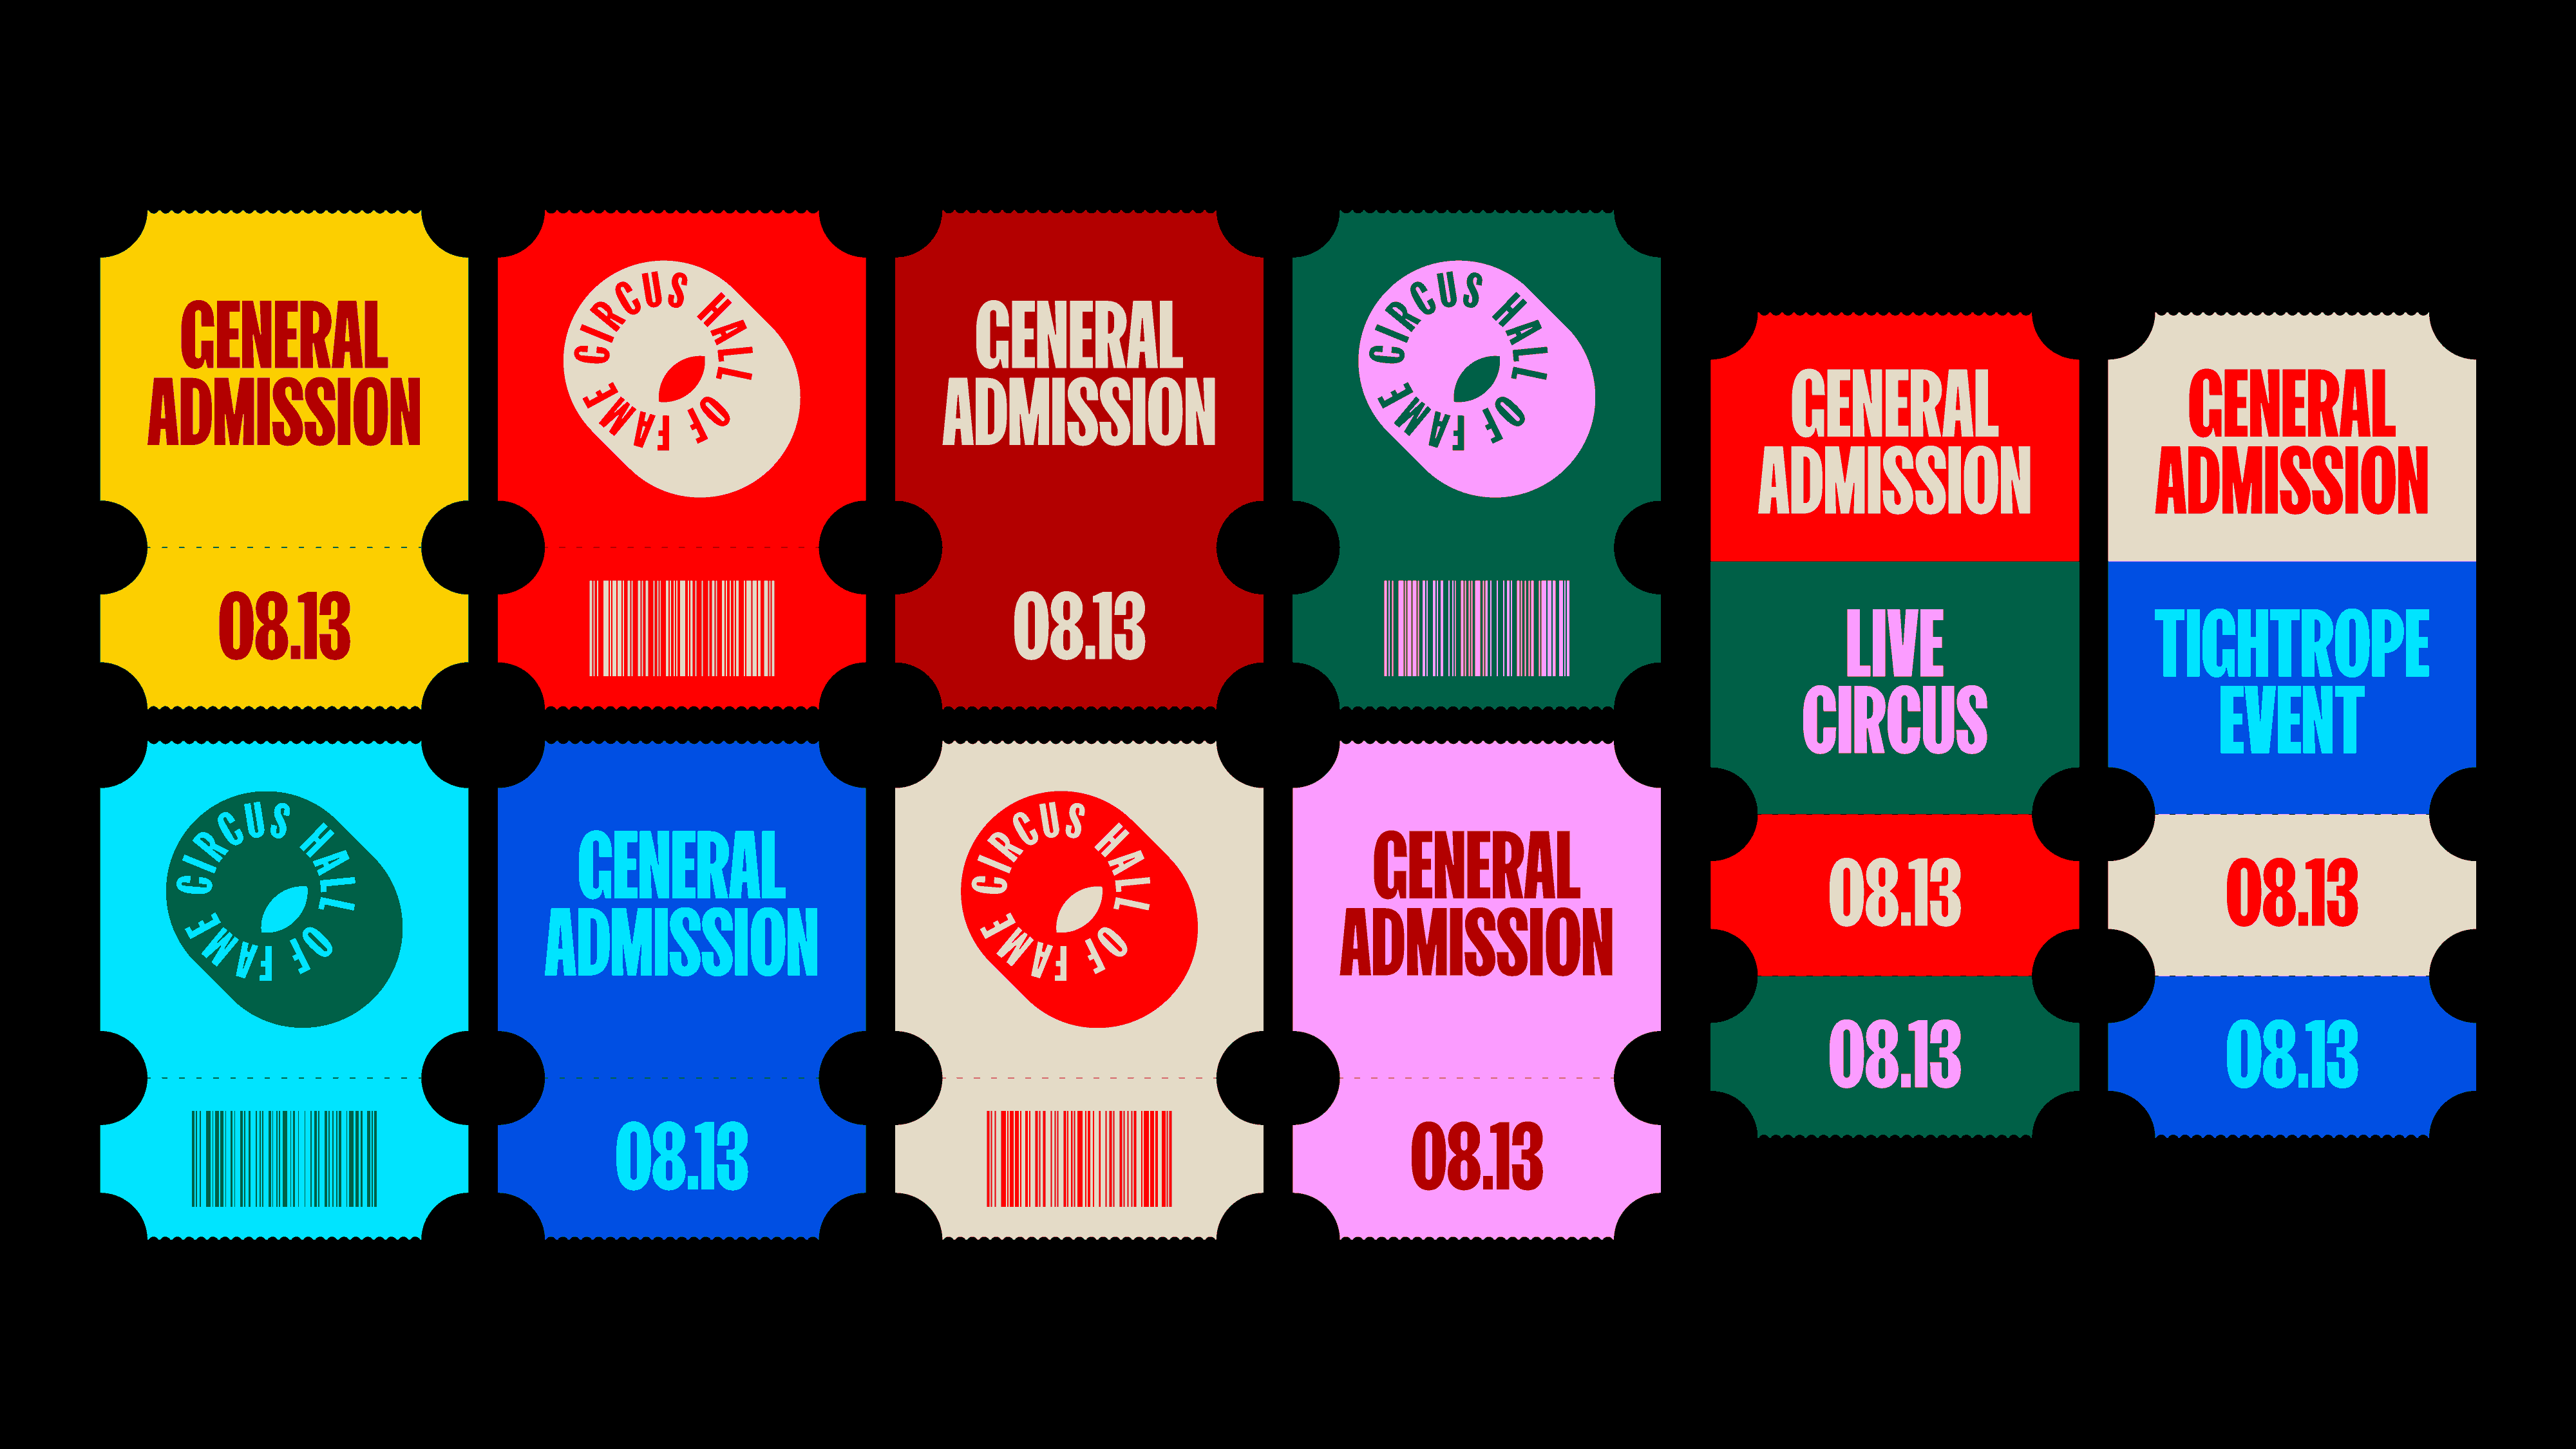 GENERAL
ADMISSION
08.13
CIRCUS HALL OF FAME
GENERAL
ADMISSION
08.13
CIRCUS HALL OF FAME
CIRCUS HALL OF FAME
GENERAL
ADMISSION
08.13
CIRCUS HALL OF FAME
GENERAL
ADMISSION
08.13
GENERAL
ADMISSION
LIVE
CIRCUS
08.13
08.13
GENERAL
ADMISSION
TIGHTROPE
EVENT
08.13
08.13